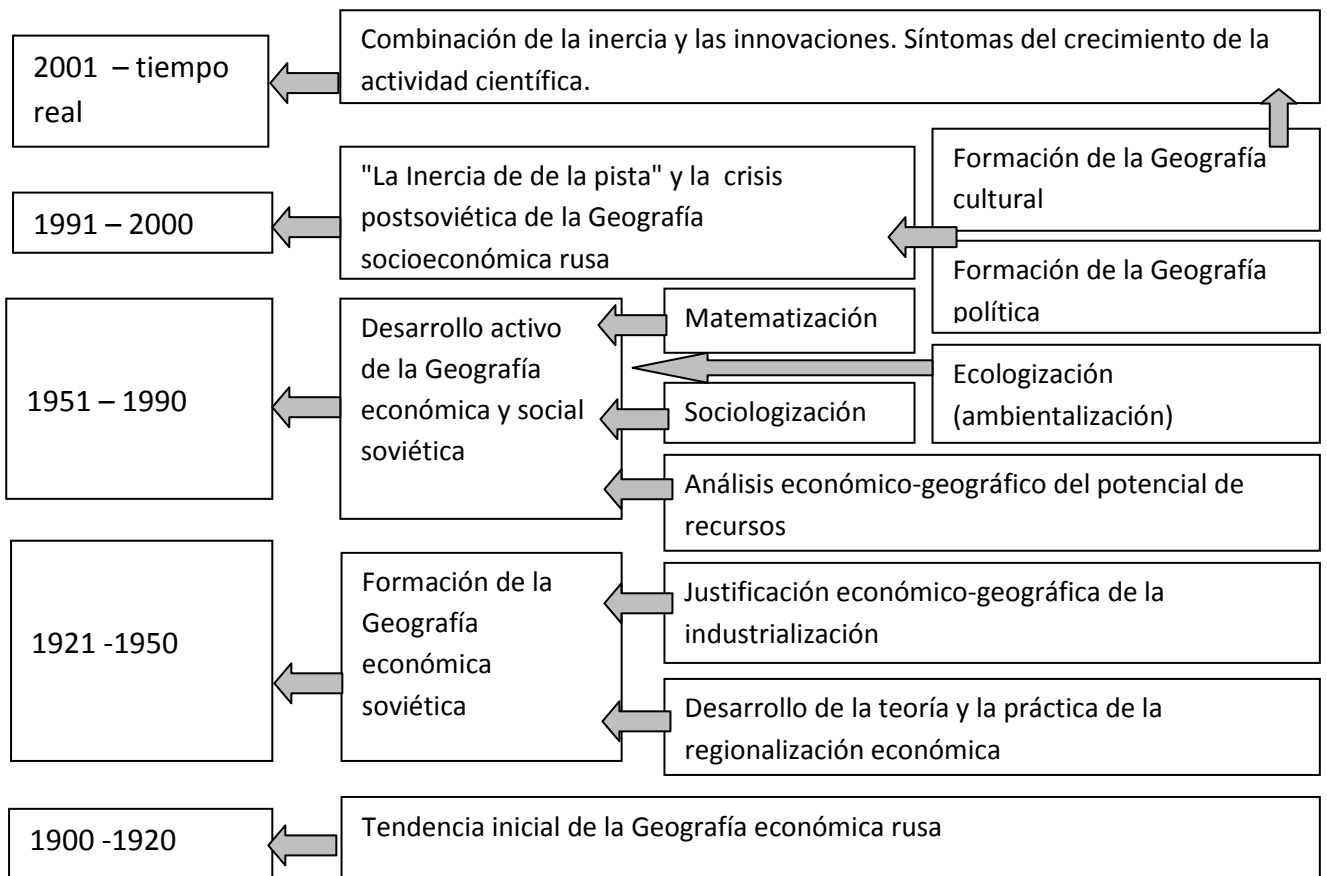 2001 – tiempo
real
Combinación de la inercia y las innovaciones. Síntomas del crecimiento de la
actividad científica.
1991 – 2000
"La Inercia de de la pista" y la crisis
postsoviética de la Geografía
socioeconómica rusa
Formación de la Geografía
cultural
Formación de la Geografía
política
1951 – 1990
Desarrollo activo
de la Geografía
económica y social
soviética
Matematización
Sociologización
Ecologización
(ambientalización)
Análisis económico-geográfico del potencial de
recursos
1921 -1950
Formación de la
Geografía
económica
soviética
Justificación económico-geográfica de la
industrialización
Desarrollo de la teoría y la práctica de la
regionalización económica
1900 -1920
Tendencia inicial de la Geografía económica rusa